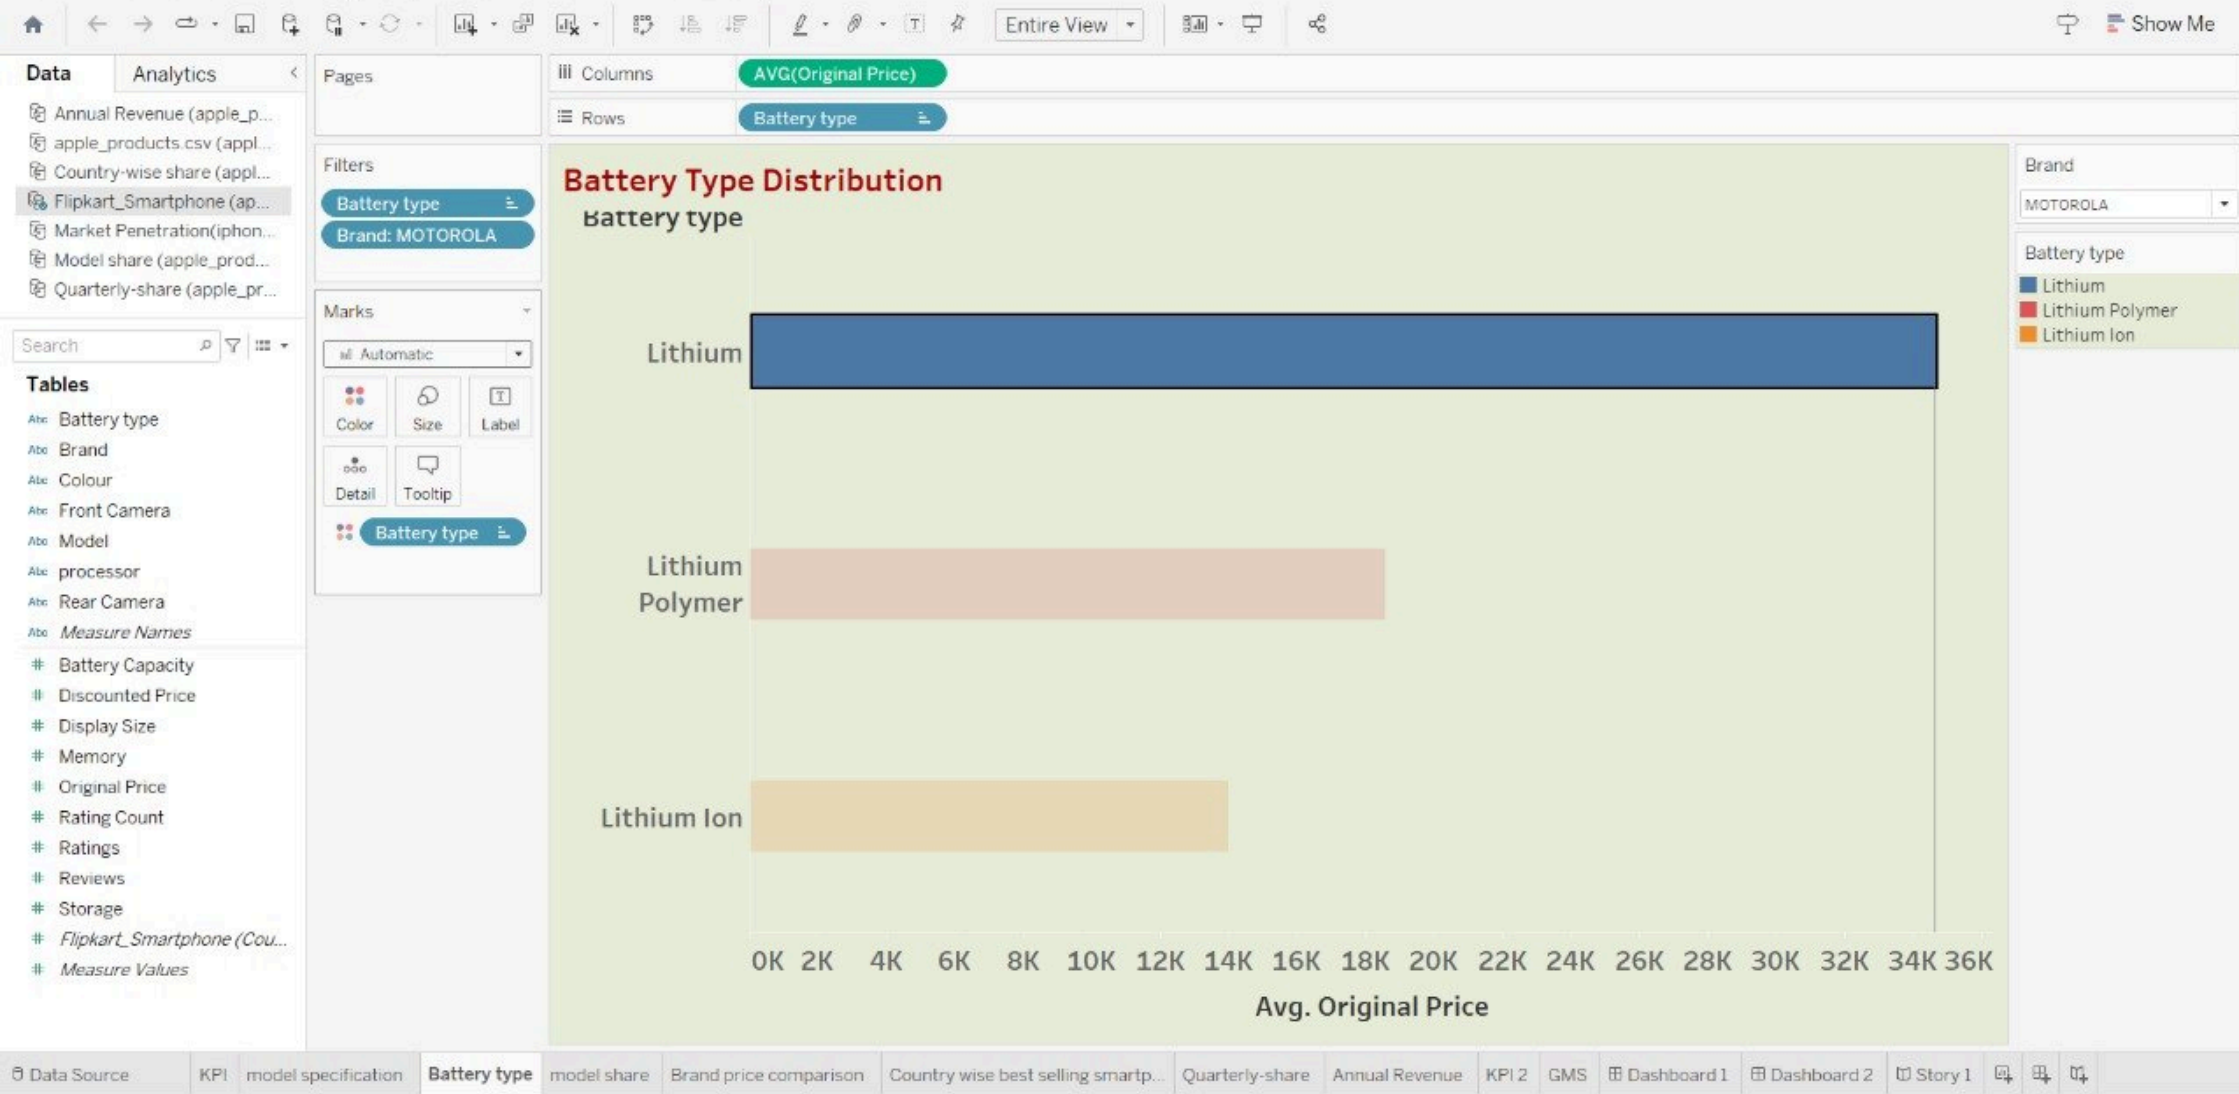 Entire View
Show Me
Data
Analytics
Annual Revenue (apple_p...
apple_products.csv (appl...
Country-wise share (appl...
Flipkart_Smartphone (ap...
Market Penetration(iphon...
Model share (apple_prod...
Quarterly-share (apple_pr...
Search
Tables
Abc Battery type
Abc Brand
Abc Colour
Abc Front Camera
Abc Model
Abc processor
Abc Rear Camera
Abc Measure Names
# Battery Capacity
# Discounted Price
# Display Size
# Memory
# Original Price
# Rating Count
# Ratings
# Reviews
# Storage
# Flipkart_Smartphone (Cou...
# Measure Values
Pages
Filters
Battery type
Brand: MOTOROLA
Marks
Automatic
Color Size Label
Detail Tooltip
Battery type
Columns
AVG(Original Price)
Rows
Battery type
Battery Type Distribution
Battery type
Lithium
Lithium
Polymer
Lithium Ion
0K 2K 4K 6K 8K 10K 12K 14K 16K 18K 20K 22K 24K 26K 28K 30K 32K 34K 36K
Avg. Original Price
Brand
MOTOROLA
Battery type
Lithium
Lithium Polymer
Lithium Ion
Data Source KPI model specification Battery type model share Brand price comparison Country wise best selling smartp... Quarterly-share Annual Revenue KPI 2 GMS Dashboard 1 Dashboard 2 Story 1